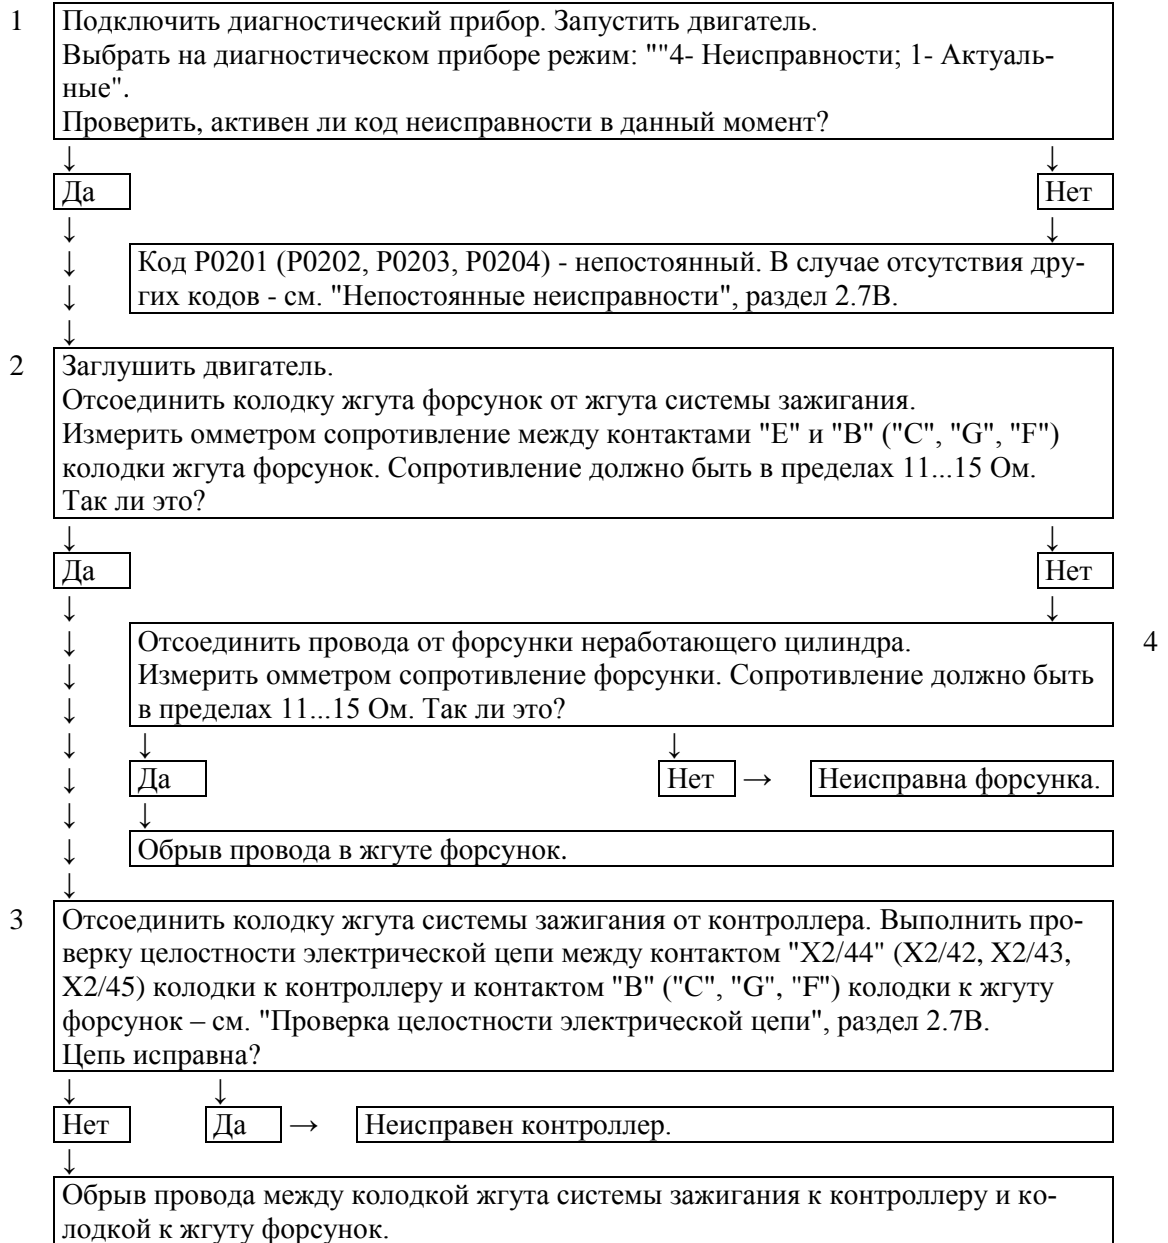 1 Подключить диагностический прибор. Запустить двигатель.
Выбрать на диагностическом приборе режим: ""4- Неисправности; 1- Актуаль-
ные".
Проверить, активен ли код неисправности в данный момент?
↓ ↓
Да Нет
↓ ↓
↓ Код P0201 (P0202, P0203, P0204) - непостоянный. В случае отсутствия дру-
↓ гих кодов - см. "Непостоянные неисправности", раздел 2.7В.
↓
2 Заглушить двигатель.
Отсоединить колодку жгута форсунок от жгута системы зажигания.
Измерить омметром сопротивление между контактами "E" и "B" ("C", "G", "F")
колодки жгута форсунок. Сопротивление должно быть в пределах 11...15 Ом.
Так ли это?
↓ ↓
Да Нет
↓ ↓
↓ Отсоединить провода от форсунки неработающего цилиндра. 4
↓ Измерить омметром сопротивление форсунки. Сопротивление должно быть
↓ в пределах 11...15 Ом. Так ли это?
↓ ↓ ↓
↓ Да Нет → Неисправна форсунка.
↓ ↓
↓ Обрыв провода в жгуте форсунок.
↓
3 Отсоединить колодку жгута системы зажигания от контроллера. Выполнить про-
верку целостности электрической цепи между контактом "X2/44" (X2/42, X2/43,
X2/45) колодки к контроллеру и контактом "B" ("C", "G", "F") колодки к жгуту
форсунок – см. "Проверка целостности электрической цепи", раздел 2.7В.
Цепь исправна?
↓ ↓
Нет Да → Неисправен контроллер.
↓
Обрыв провода между колодкой жгута системы зажигания к контроллеру и ко-
лодкой к жгуту форсунок.